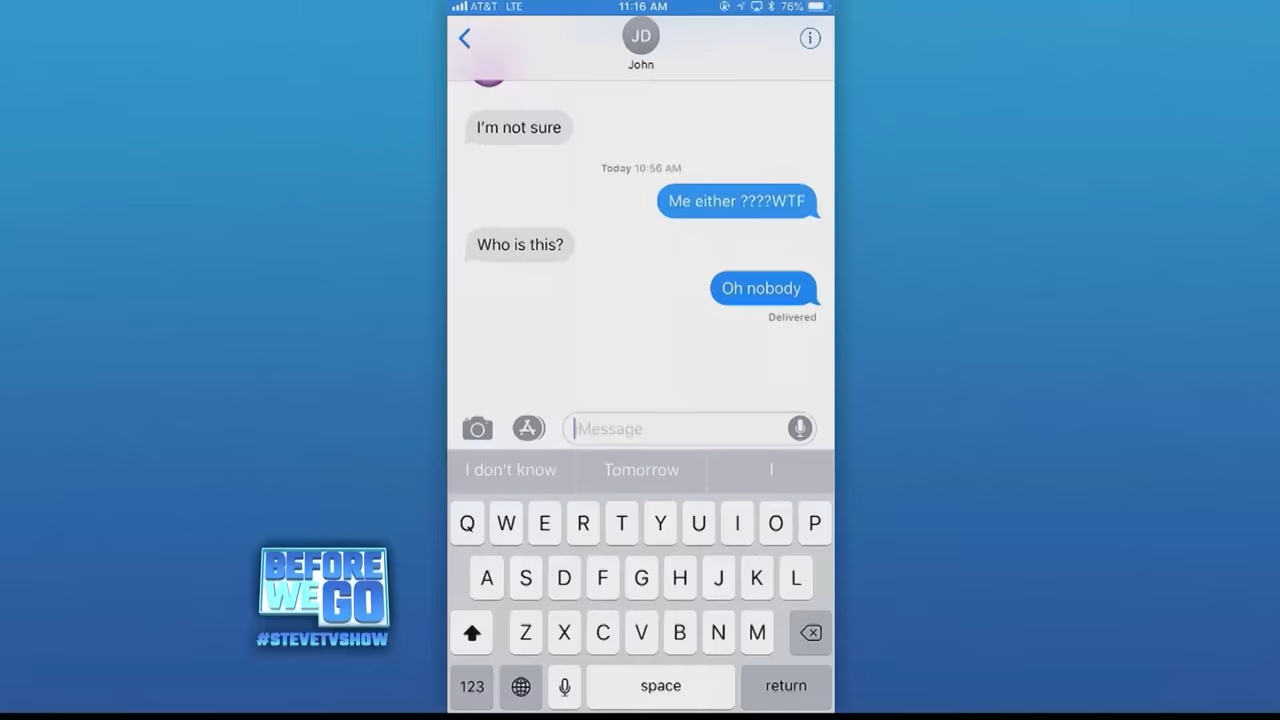 AT&T LTE 11:16 AM 76%
JD
John
I'm not sure
Today 10:56 AM
Me either ????WTF
Who is this?
Oh nobody
Delivered
iMessage
I don't know Tomorrow I
Q W E R T Y U I O P
A S D F G H J K L
Z X C V B N M
123 space return
BEFORE
WE GO
#STEVETVSHOW